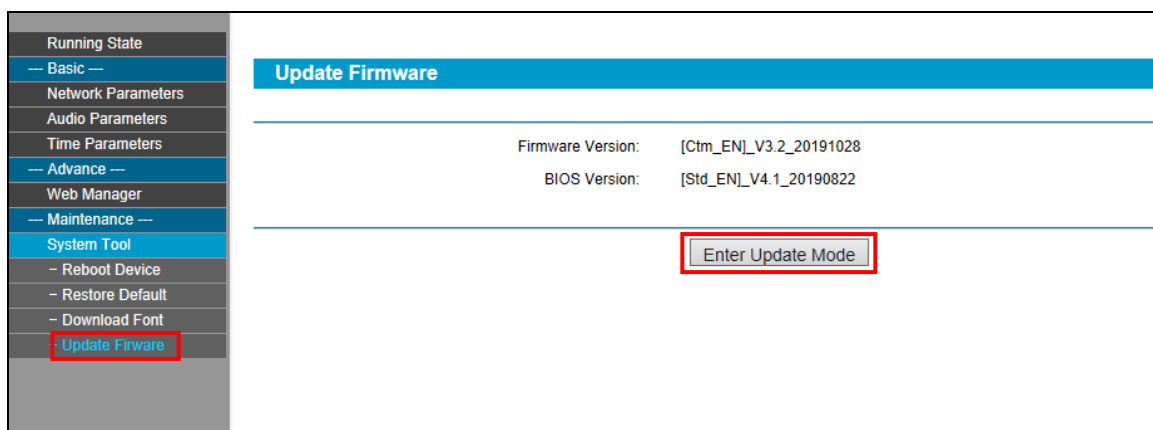 Running State
--- Basic ---
Network Parameters
Audio Parameters
Time Parameters
--- Advance ---
Web Manager
--- Maintenance ---
System Tool
- Reboot Device
- Restore Default
- Download Font
- Update Firware
Update Firmware
Firmware Version: [Ctm_EN]_V3.2_20191028
BIOS Version: [Std_EN]_V4.1_20190822
Enter Update Mode